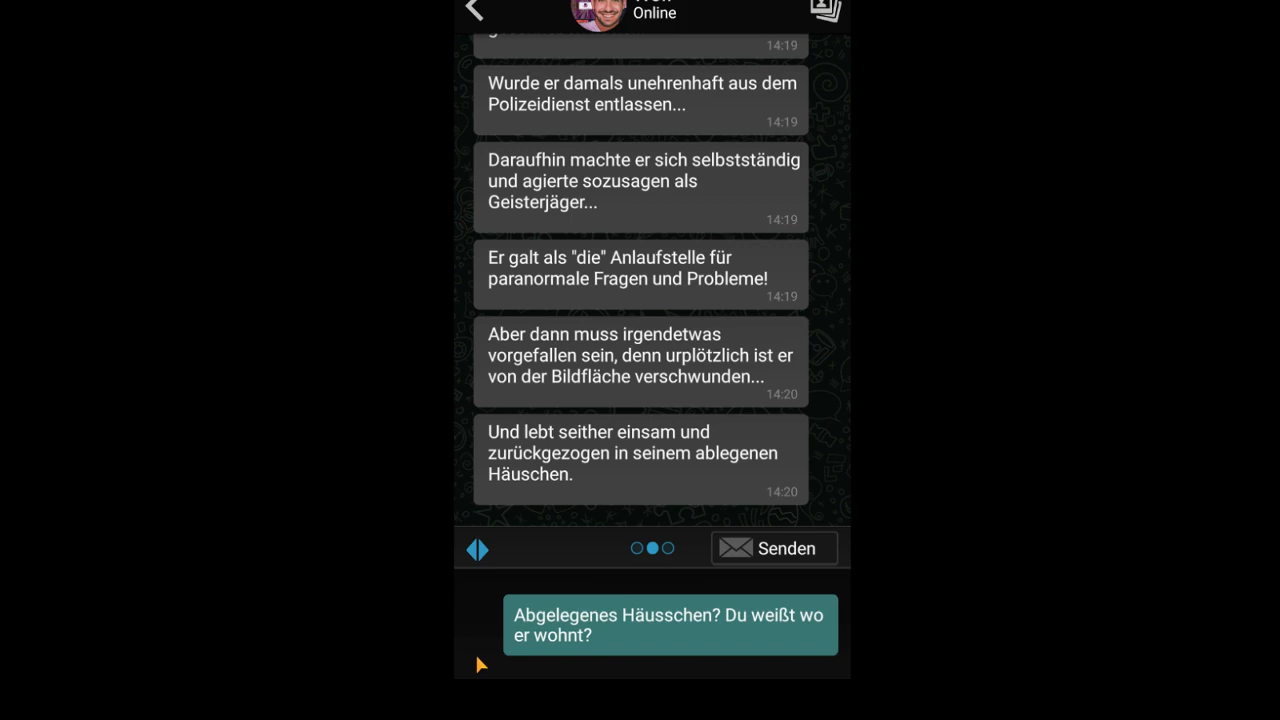 Online
14:19
Wurde er damals unehrenhaft aus dem
Polizeidienst entlassen...
14:19
Daraufhin machte er sich selbstständig
und agierte sozusagen als
Geisterjäger...
14:19
Er galt als "die" Anlaufstelle für
paranormale Fragen und Probleme!
14:19
Aber dann muss irgendetwas
vorgefallen sein, denn urplötzlich ist er
von der Bildfläche verschwunden...
14:20
Und lebt seither einsam und
zurückgezogen in seinem ablegenen
Häuschen.
14:20
Senden
Abgelegenes Häusschen? Du weißt wo
er wohnt?